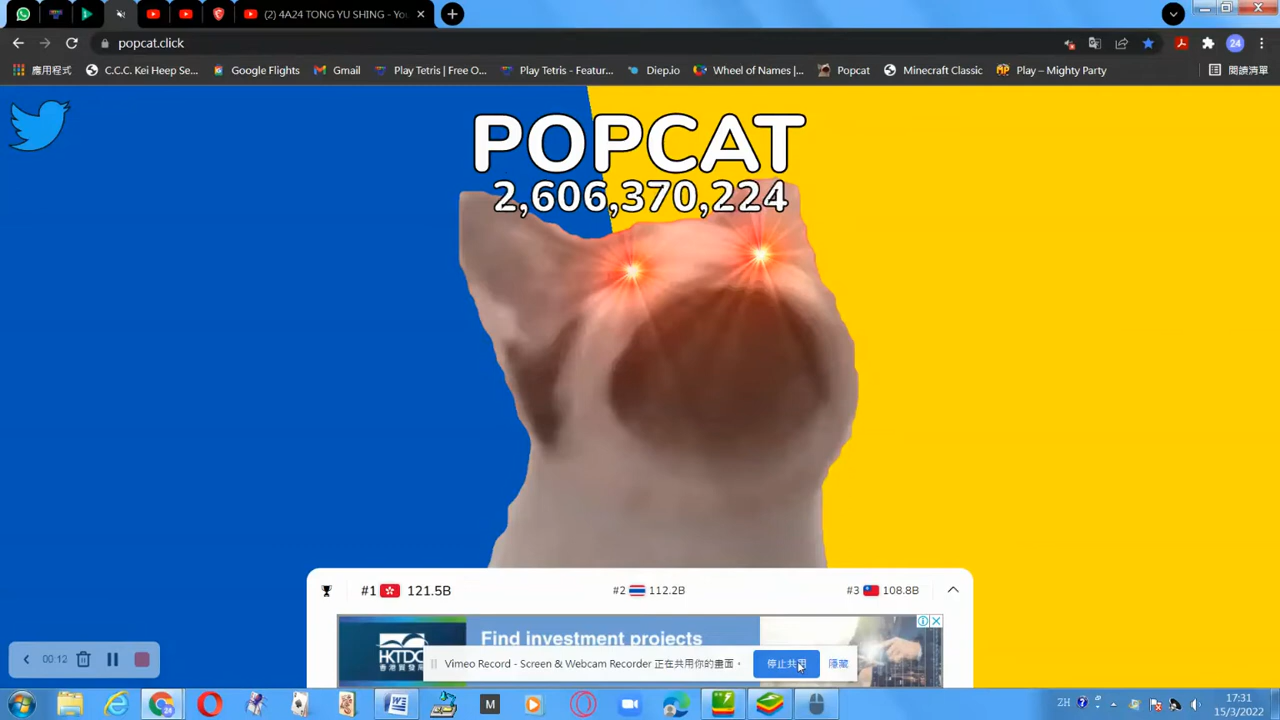 (2) 4A24 TONG YU SHING - You
popcat.click
24
應用程式
C.C.C. Kei Heep Se...
Google Flights
Gmail
Play Tetris | Free O...
Play Tetris - Featur...
Diep.io
Wheel of Names |...
Popcat
Minecraft Classic
Play – Mighty Party
閱讀清單
POPCAT
2,606,370,224
#1 121.5B
#2 112.2B
#3 108.8B
HKTDC
Find investment projects
00:12
Vimeo Record - Screen & Webcam Recorder 正在共用你的畫面。
停止共用
隱藏
ZH
17:31
15/3/2022